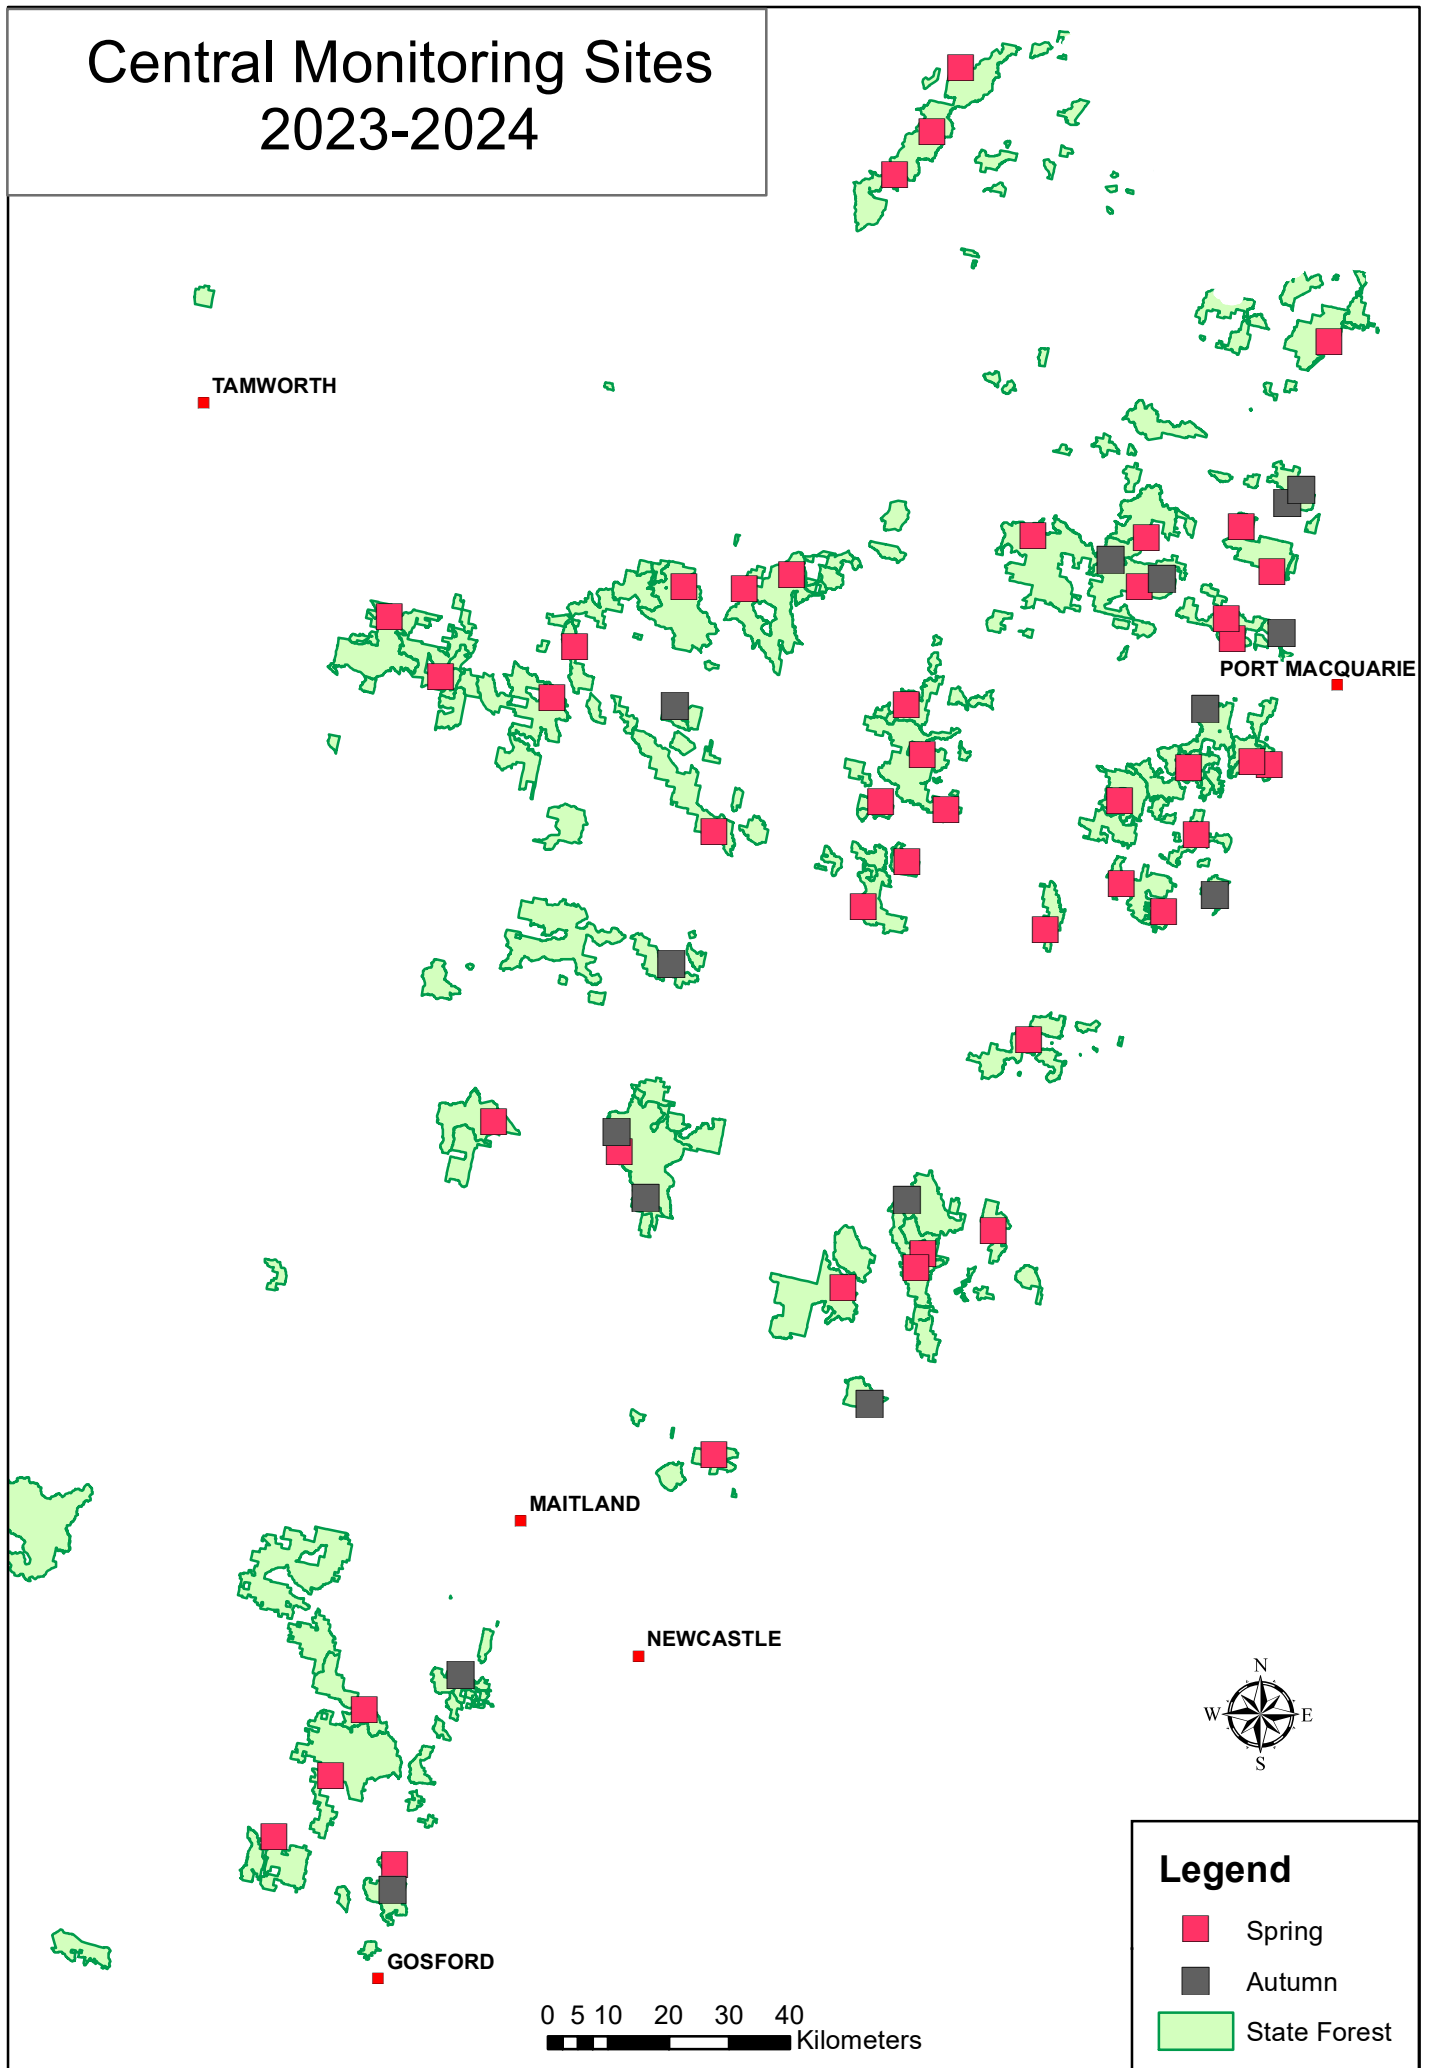 Central Monitoring Sites
2023-2024
TAMWORTH
PORT MACQUARIE
MAITLAND
NEWCASTLE
N
W E
S
Legend
Spring
Autumn
State Forest
GOSFORD
0 5 10 20 30 40
Kilometers